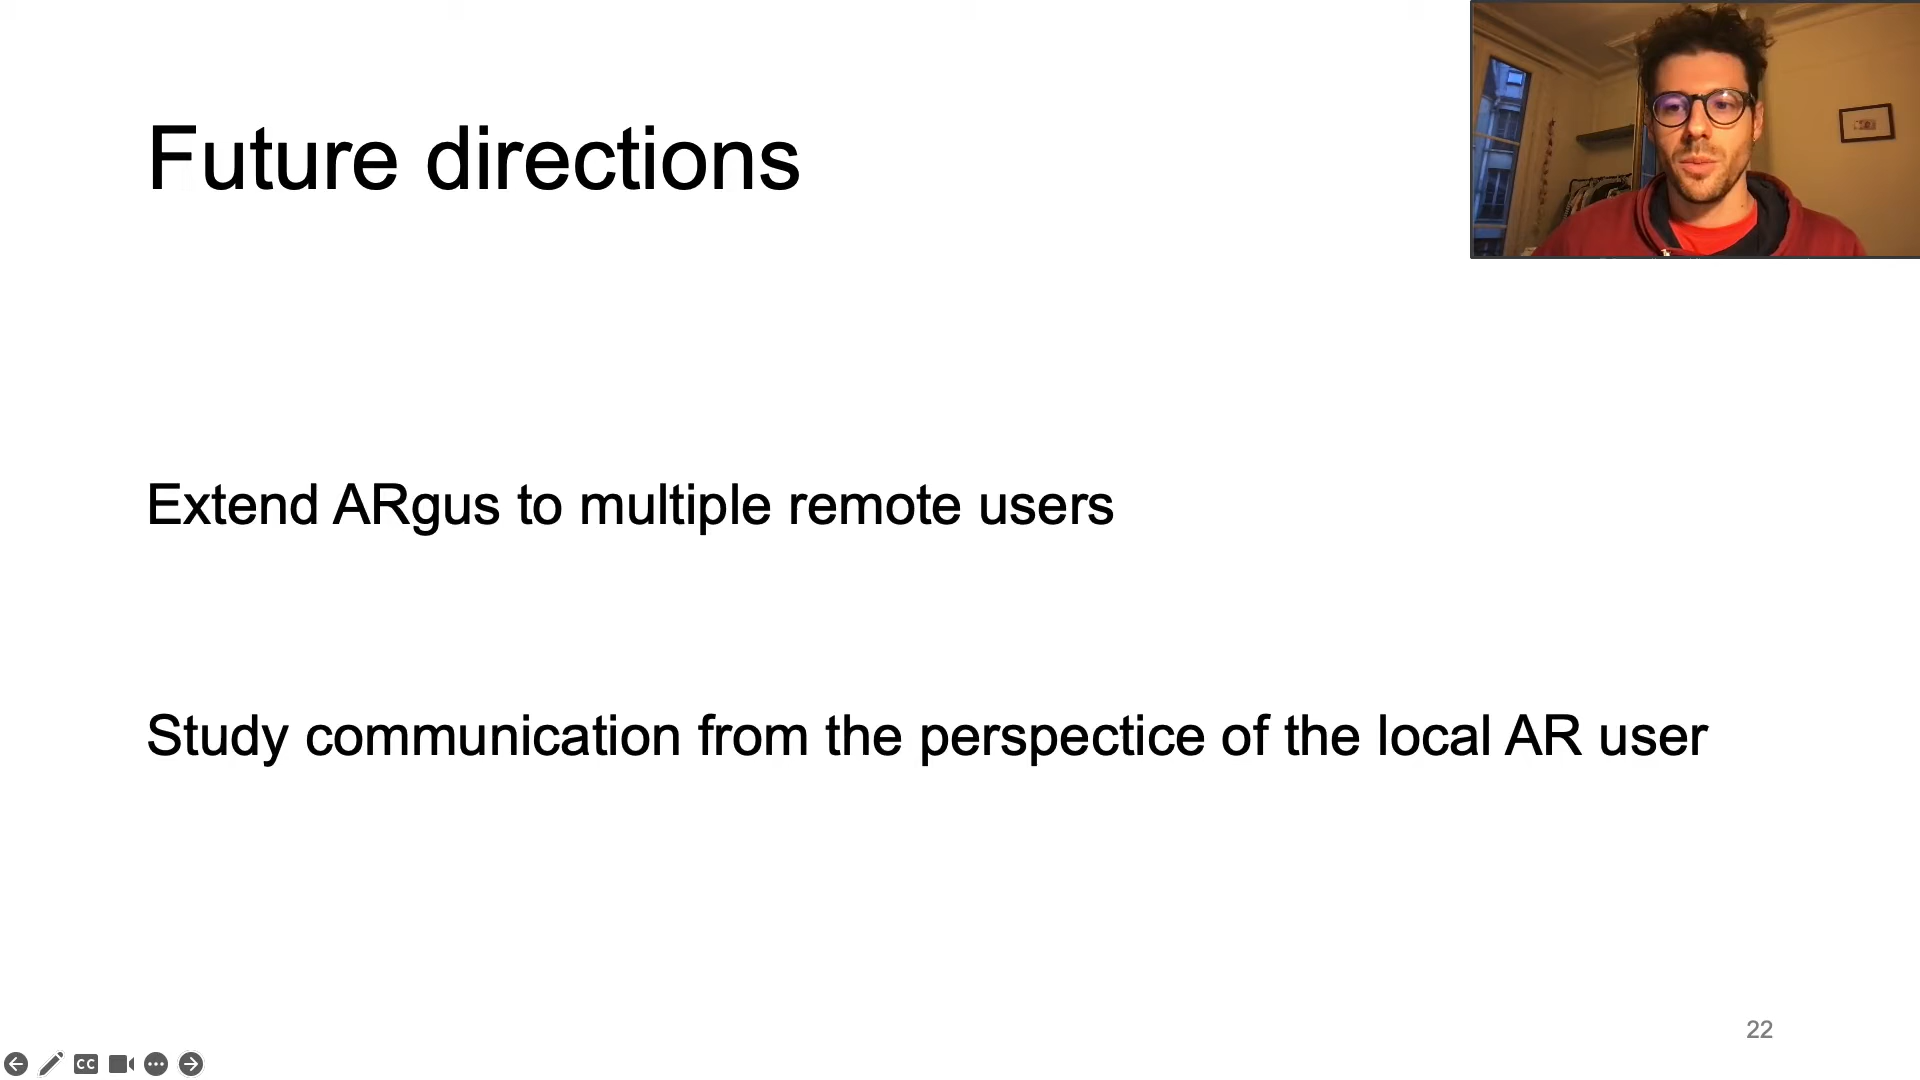 Future directions
Extend ARgus to multiple remote users
Study communication from the perspectice of the local AR user
22
CC